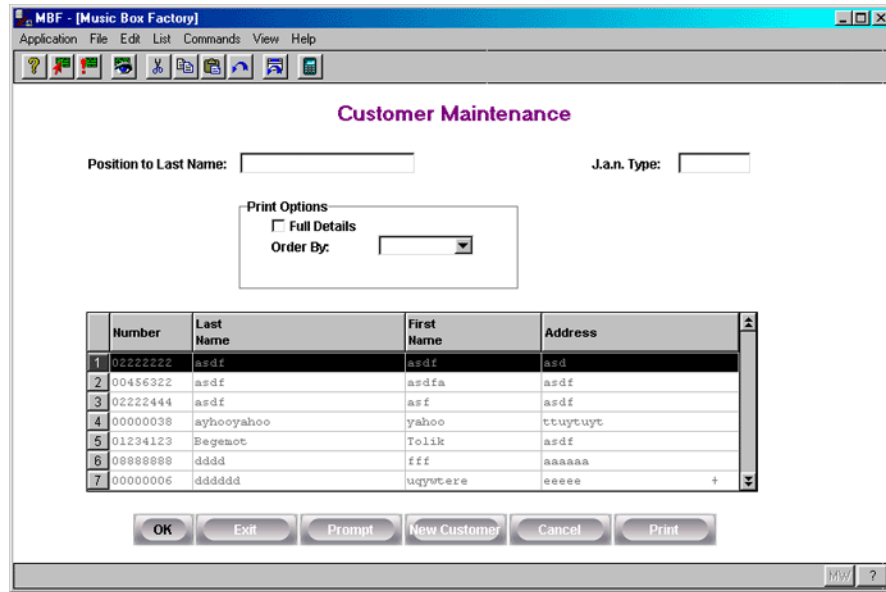 MBF - [Music Box Factory]
Application File Edit List Commands View Help
Customer Maintenance
Position to Last Name: J.a.n. Type:
Print Options
Full Details
Order By:
Number Last Name First Name Address
1 02222222 asdf asdf asd
2 00456322 asdf asdfa asdf
3 02222444 asdf asf asdf
4 00000038 ayhooyahoo yahoo ttuytuyt
5 01234123 Begemot Tolik asdf
6 08888888 dddd fff aaaaaa
7 00000006 dddddd uqywtere eeeee +
OK Exit Prompt New Customer Cancel Print
MW ?